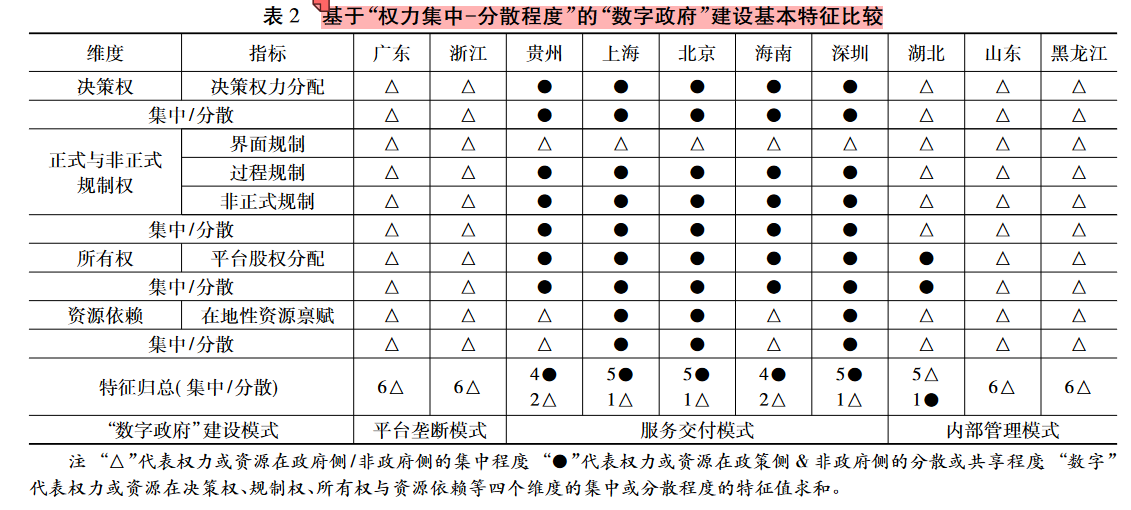 表 2 基于“权力集中-分散程度”的“数字政府”建设基本特征比较
维度 指标 广东 浙江 贵州 上海 北京 海南 深圳 湖北 山东 黑龙江
决策权 决策权力分配 △ △ ● ● ● ● ● △ △ △
集中/分散 △ △ ● ● ● ● ● △ △ △
正式与非正式规制权 界面规制 △ △ △ △ △ △ △ △ △ △
过程规制 △ △ ● ● ● ● ● △ △ △
非正式规制 △ △ ● ● ● ● ● △ △ △
集中/分散 △ △ ● ● ● ● ● △ △ △
所有权 平台股权分配 △ △ ● ● ● ● ● ● △ △
集中/分散 △ △ ● ● ● ● ● ● △ △
资源依赖 在地性资源禀赋 △ △ △ ● ● △ ● △ △ △
集中/分散 △ △ △ ● ● △ ● △ △ △
特征归总(集中/分散) 6△ 6△ 4● 5● 5● 4● 5● 5△ 6△ 6△
2△ 1△ 1△ 2△ 1△ 1●
“数字政府”建设模式 平台垄断模式 服务交付模式 内部管理模式
注 “△”代表权力或资源在政府侧/非政府侧的集中程度 “●”代表权力或资源在政策侧 & 非政府侧的分散或共享程度 “数字”
代表权力或资源在决策权、规制权、所有权与资源依赖等四个维度的集中或分散程度的特征值求和。